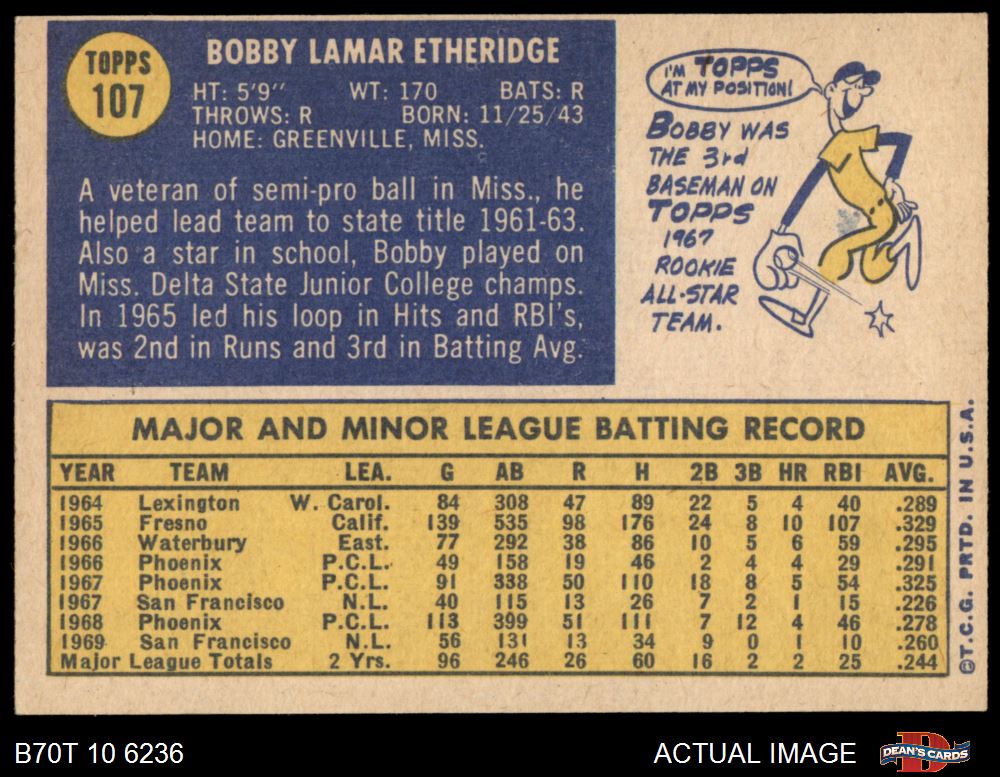 TOPPS
107
BOBBY LAMAR ETHERIDGE
HT: 5'9" WT: 170 BATS: R
THROWS: R BORN: 11/25/43
HOME: GREENVILLE, MISS.
A veteran of semi-pro ball in Miss., he
helped lead team to state title 1961-63.
Also a star in school, Bobby played on
Miss. Delta State Junior College champs.
In 1965 led his loop in Hits and RBI's,
was 2nd in Runs and 3rd in Batting Avg.
I'M TOPPS
AT MY POSITION!
BOBBY WAS
THE 3rd
BASEMAN ON
TOPPS
1967
ROOKIE
ALL-STAR
TEAM.
MAJOR AND MINOR LEAGUE BATTING RECORD
YEAR TEAM LEA. G AB R H 2B 3B HR RBI AVG.
1964 Lexington W. Carol. 84 308 47 89 22 5 4 40 .289
1965 Fresno Calif. 139 535 98 176 24 8 10 107 .329
1966 Waterbury East. 77 292 38 86 10 5 6 59 .295
1966 Phoenix P.C.L. 49 158 19 46 2 4 4 29 .291
1967 Phoenix P.C.L. 91 338 50 110 18 8 5 54 .325
1967 San Francisco N.L. 40 115 13 26 7 2 1 15 .226
1968 Phoenix P.C.L. 113 399 51 111 7 12 4 46 .278
1969 San Francisco N.L. 56 131 13 34 9 0 1 10 .260
Major League Totals 2 Yrs. 96 246 26 60 16 2 2 25 .244
©T.C.G. PRTD. IN U.S.A.
B70T 10 6236
ACTUAL IMAGE
D
DEAN'S CARDS